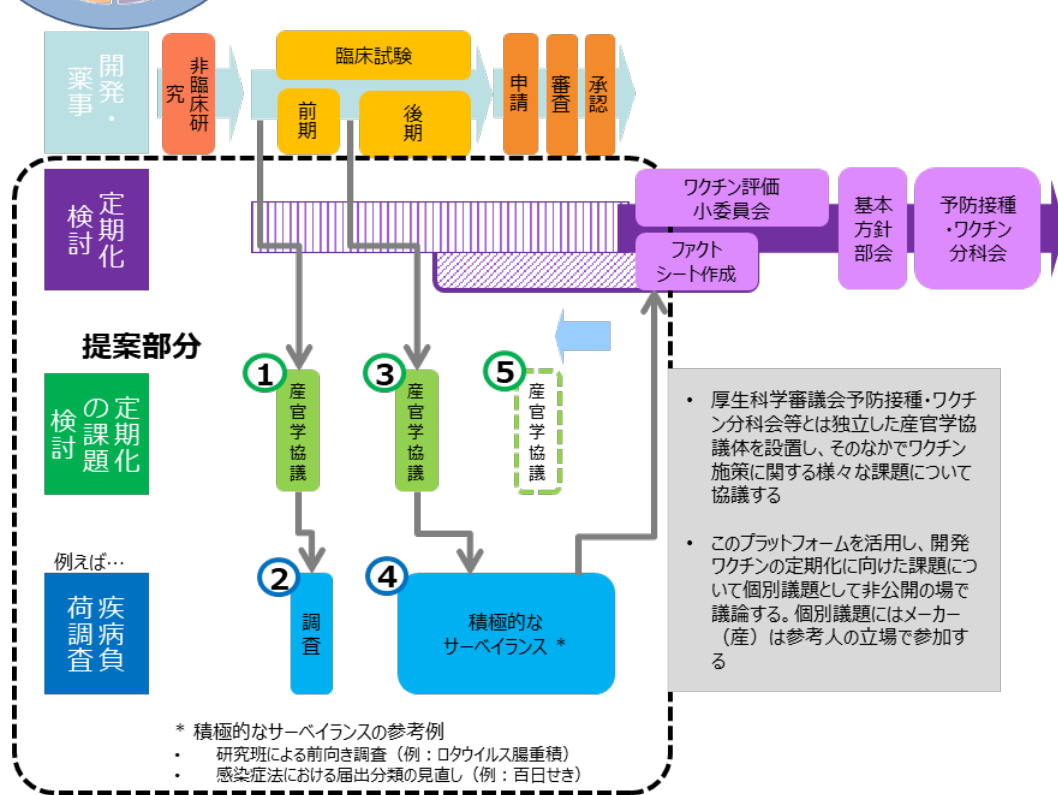 開発・
薬事
非臨床研
究
臨床試験
前期
後期
申請
審査
承認
定期化
検討
ワクチン評価
小委員会
ファクト
シート作成
基本
方針
部会
予防接種
・ワクチン
分科会
提案部分
定期化
の課題
検討
①
産官学協議
③
産官学協議
⑤
産官学協議
• 厚生科学審議会予防接種・ワクチ
ン分科会等とは独立した産官学協
議体を設置し、そのなかでワクチン
施策に関する様々な課題について
協議する
• このプラットフォームを活用し、開発
ワクチンの定期化に向けた課題につ
いて個別議題として非公開の場で
議論する。個別議題にはメーカー
（産）は参考人の立場で参加す
る
例えば…
疾病負
荷調査
②
調査
④
積極的な
サーベイランス *
* 積極的なサーベイランスの参考例
• 研究班による前向き調査（例：ロタウイルス腸重積）
• 感染症法における届出分類の見直し（例：百日せき）